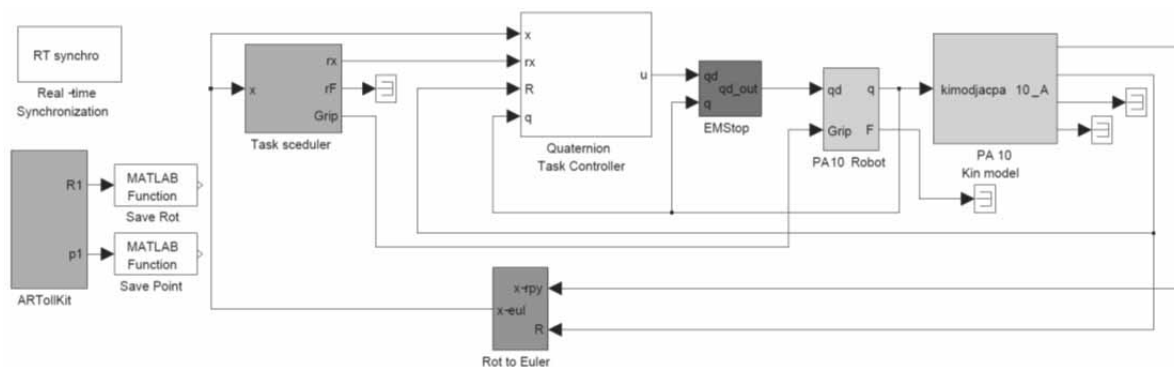 RT synchro
Real -time
Synchronization
x
rx
rF
Grip
Task sceduler
x
rx
R
q
u
Quaternion
Task Controller
qd
q
qd_out
EMStop
qd
Grip
q
F
PA10 Robot
kimodjacpa 10_A
PA 10
Kin model
R1
p1
ARTollKit
MATLAB
Function
Save Rot
MATLAB
Function
Save Point
x-rpy
x-eul
R
Rot to Euler